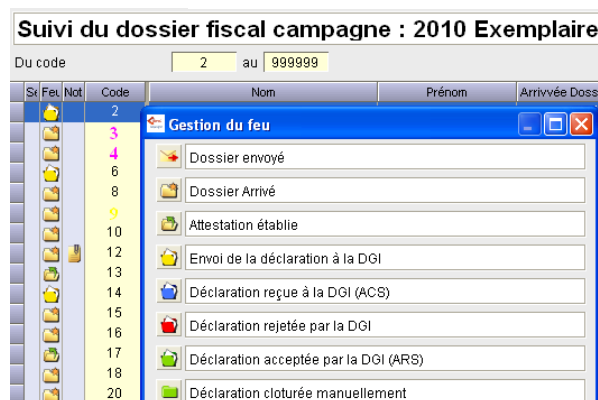 Suivi du dossier fiscal campagne : 2010 Exemplaire
Du code 2 au 999999
Se Feu Not Code Nom Prénom Arrivvée Doss
2
3
4
6
8
9
10
12
13
14
15
16
17
18
20
Gestion du feu
Dossier envoyé
Dossier Arrivé
Attestation établie
Envoi de la déclaration à la DGI
Déclaration reçue à la DGI (ACS)
Déclaration rejetée par la DGI
Déclaration acceptée par la DGI (ARS)
Déclaration cloturée manuellement